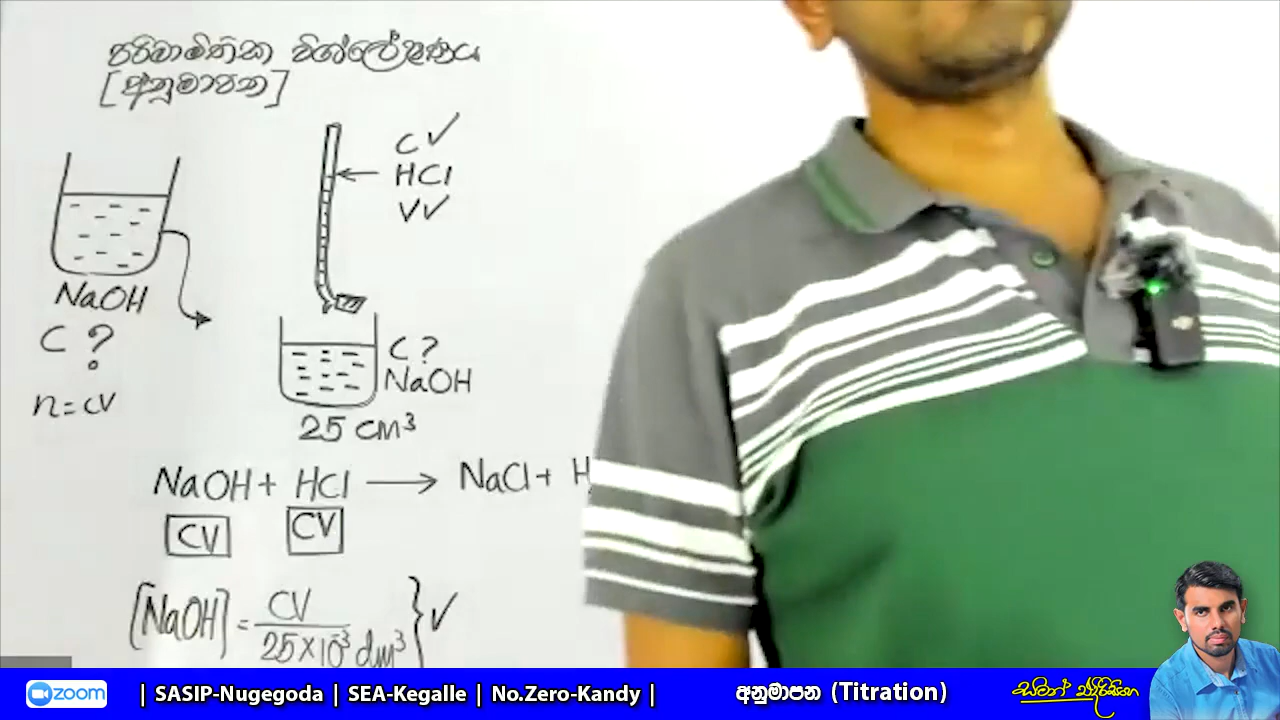 පරිමාමිතික විශ්ලේෂණය
[අනුමාපන]
C ✓
HCl
V✓
NaOH
C ?
n = cv
C ?
NaOH
25 cm³
NaOH + HCl → NaCl + H
CV
CV
[NaOH] = CV / 25×10⁻³ dm³ } ✓
zoom | SASIP-Nugegoda | SEA-Kegalle | No.Zero-Kandy | අනුමාපන (Titration)